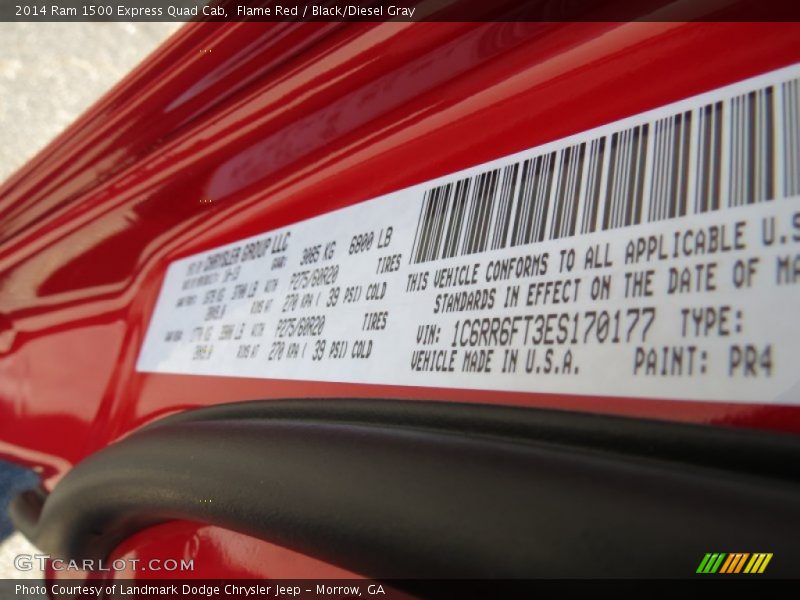 2014 Ram 1500 Express Quad Cab, Flame Red / Black/Diesel Gray
CHRYSLER GROUP LLC
3085 KG 6800 LB
P275/60R20 TIRES
270 KPA ( 39 PSI) COLD
P275/60R20 TIRES
RIMS AT 270 KPA ( 39 PSI) COLD
THIS VEHICLE CONFORMS TO ALL APPLICABLE U.S
STANDARDS IN EFFECT ON THE DATE OF MA
VIN: 1C6RR6FT3ES170177 TYPE:
VEHICLE MADE IN U.S.A. PAINT: PR4
GTCARLOT.COM
Photo Courtesy of Landmark Dodge Chrysler Jeep – Morrow, GA